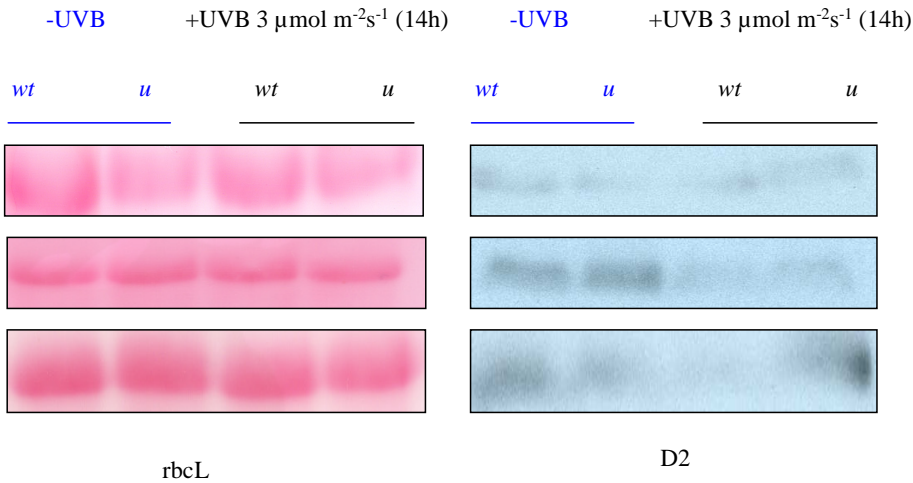 -UVB +UVB 3 µmol m⁻²s⁻¹ (14h) -UVB +UVB 3 µmol m⁻²s⁻¹ (14h)
wt u wt u wt u wt u
rbcL D2